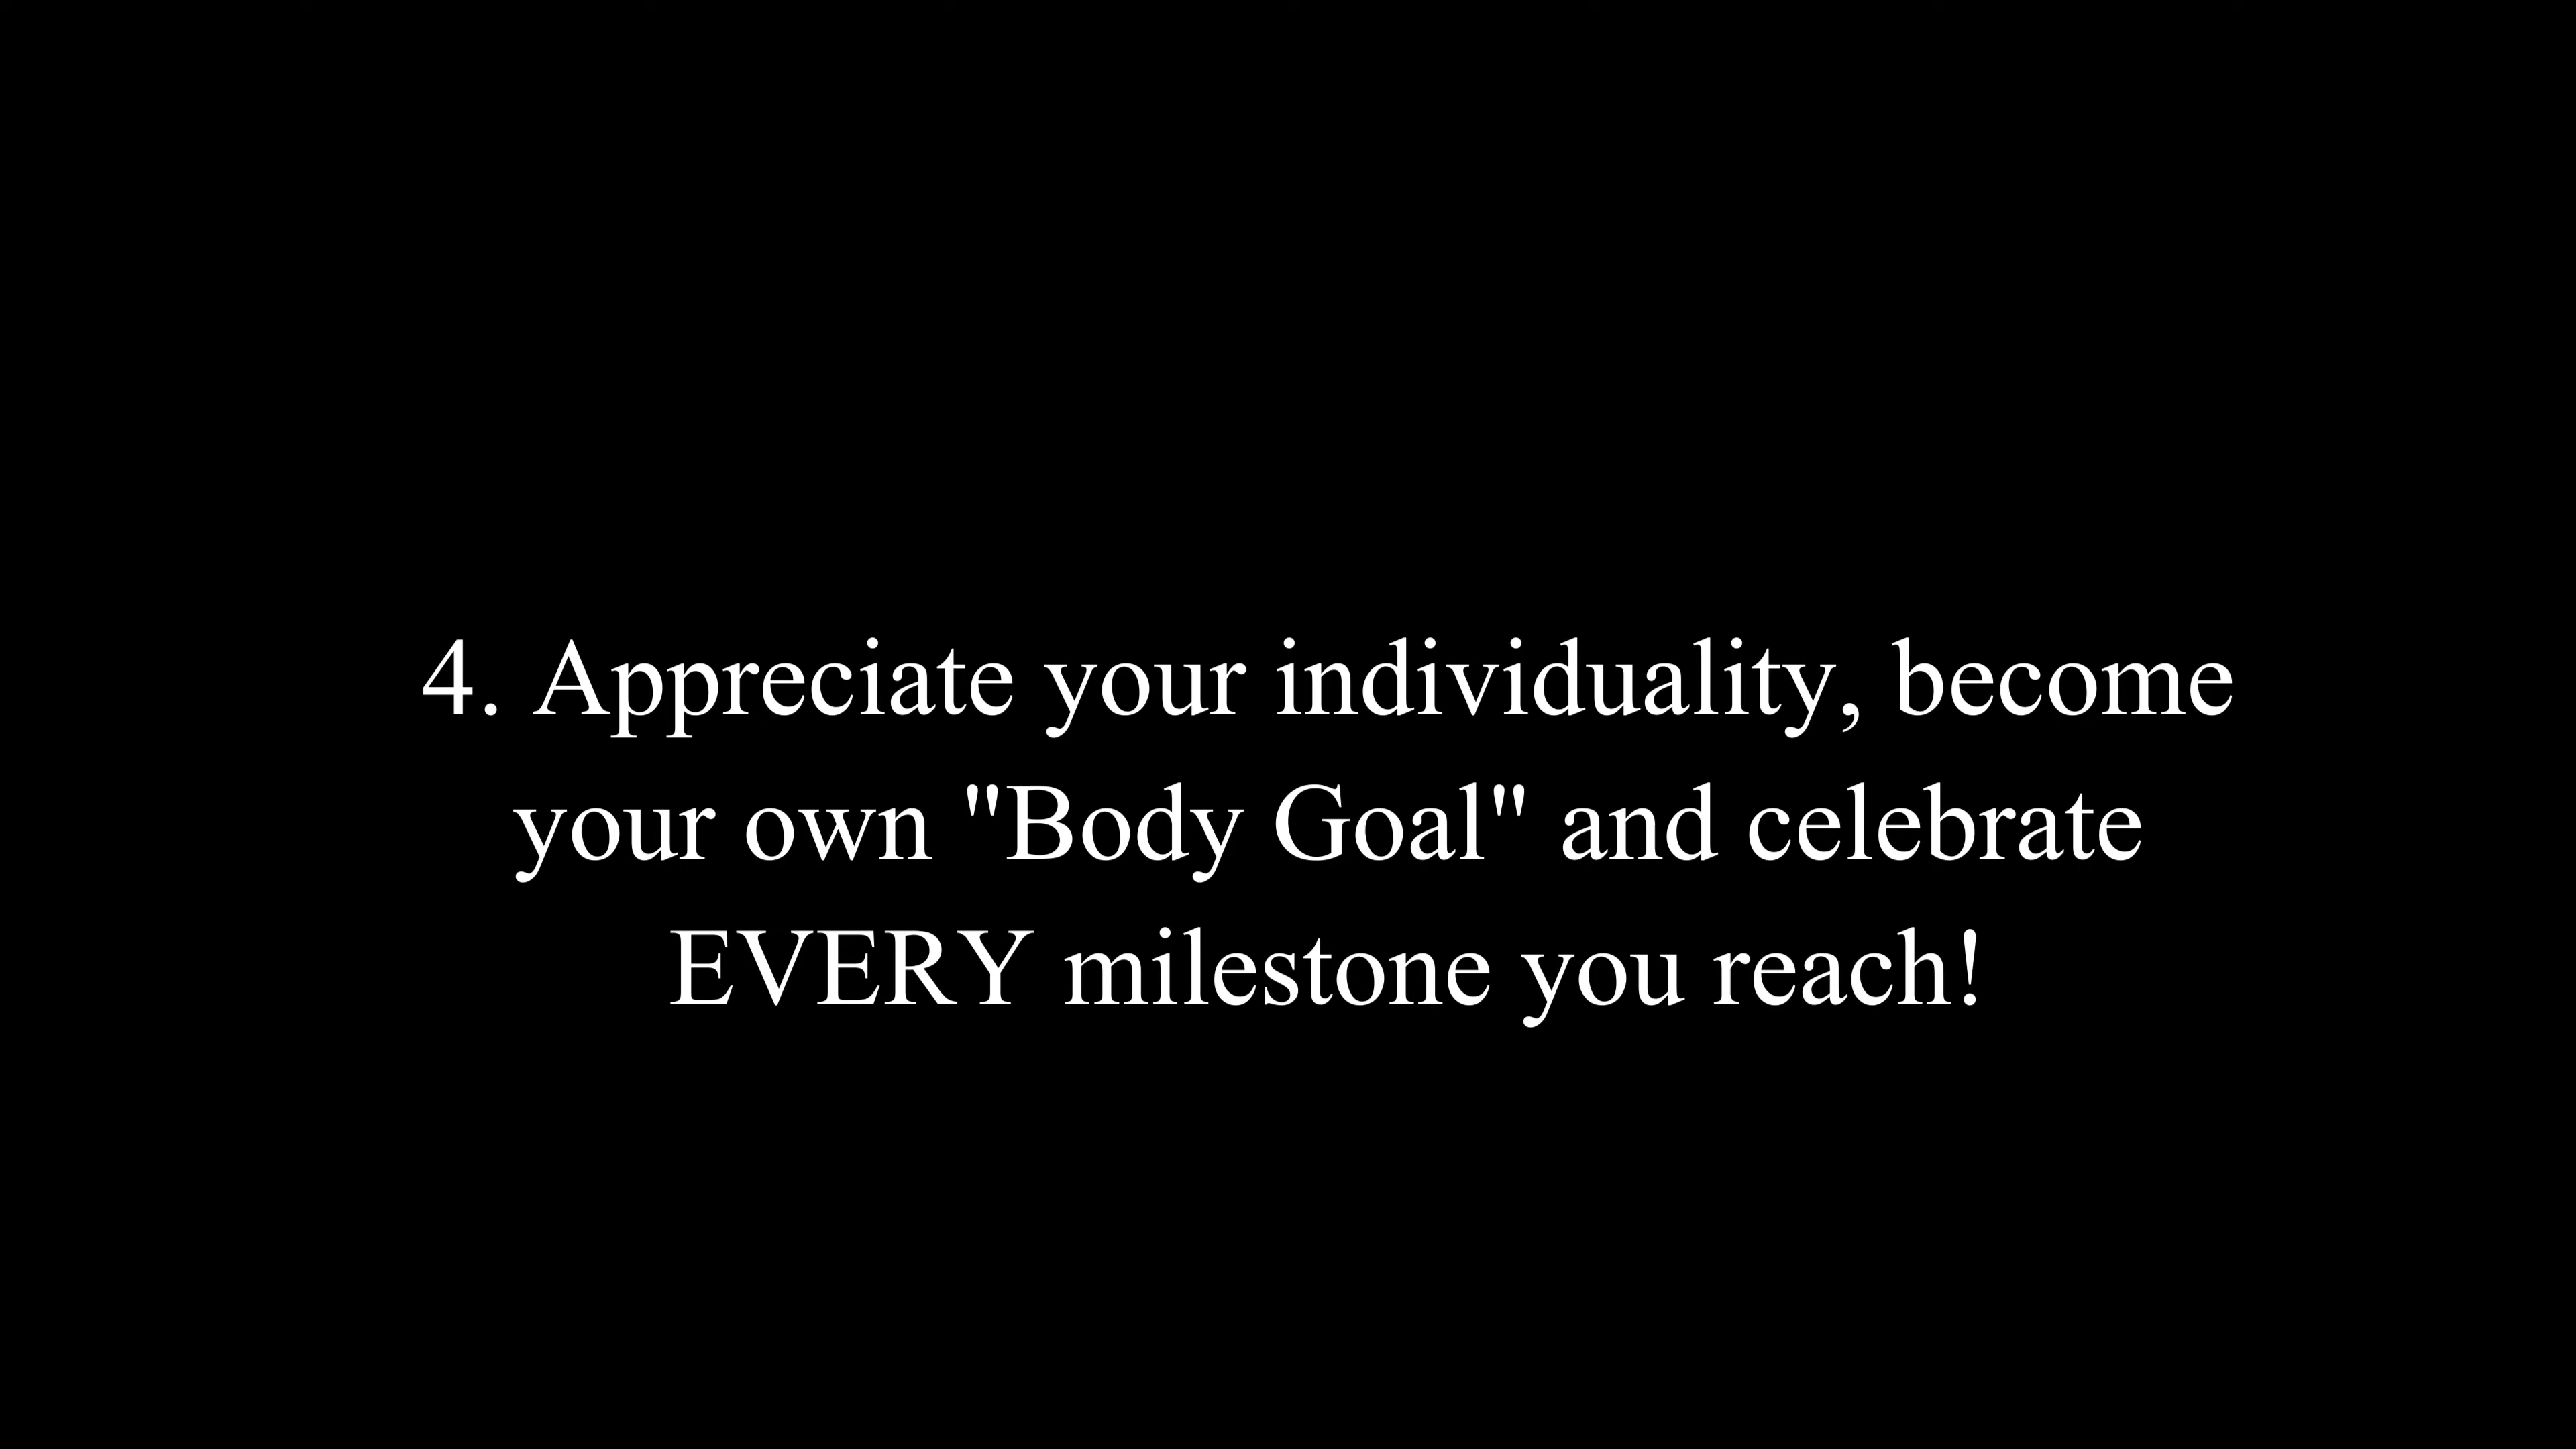 4. Appreciate your individuality, become
your own "Body Goal" and celebrate
EVERY milestone you reach!